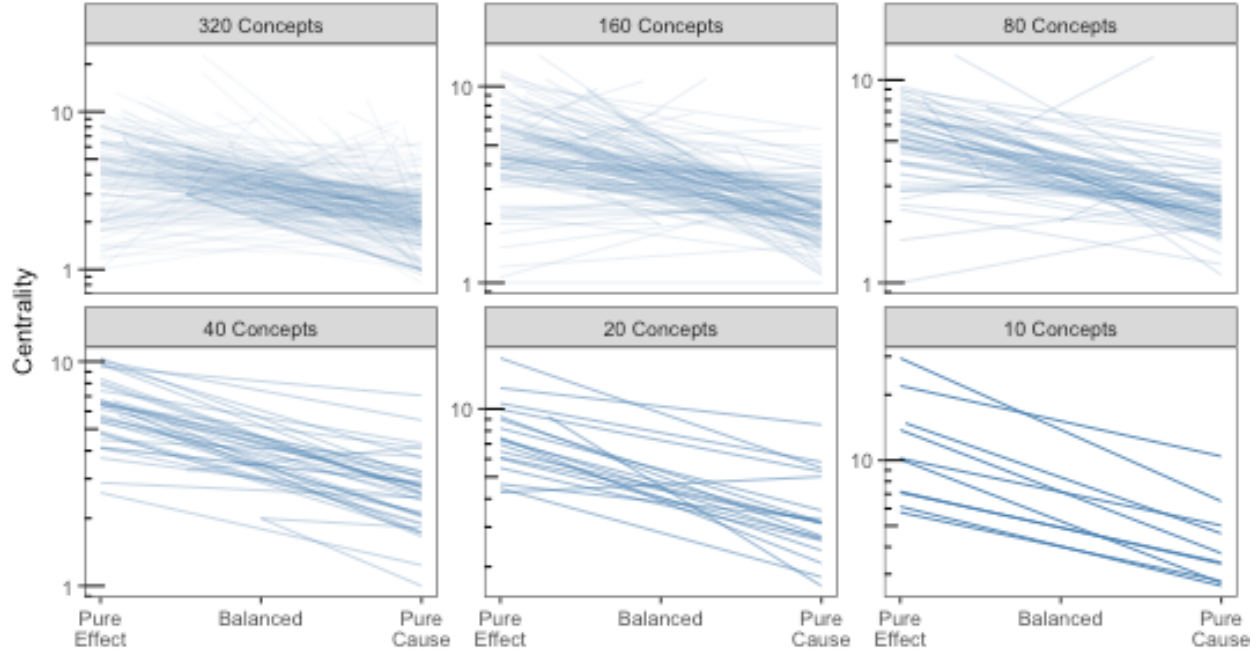 320 Concepts
160 Concepts
80 Concepts
10
1
10
1
10
1
Centrality
40 Concepts
20 Concepts
10 Concepts
10
1
10
10
Pure
Effect
Balanced
Pure
Cause
Pure
Effect
Balanced
Pure
Cause
Pure
Effect
Balanced
Pure
Cause